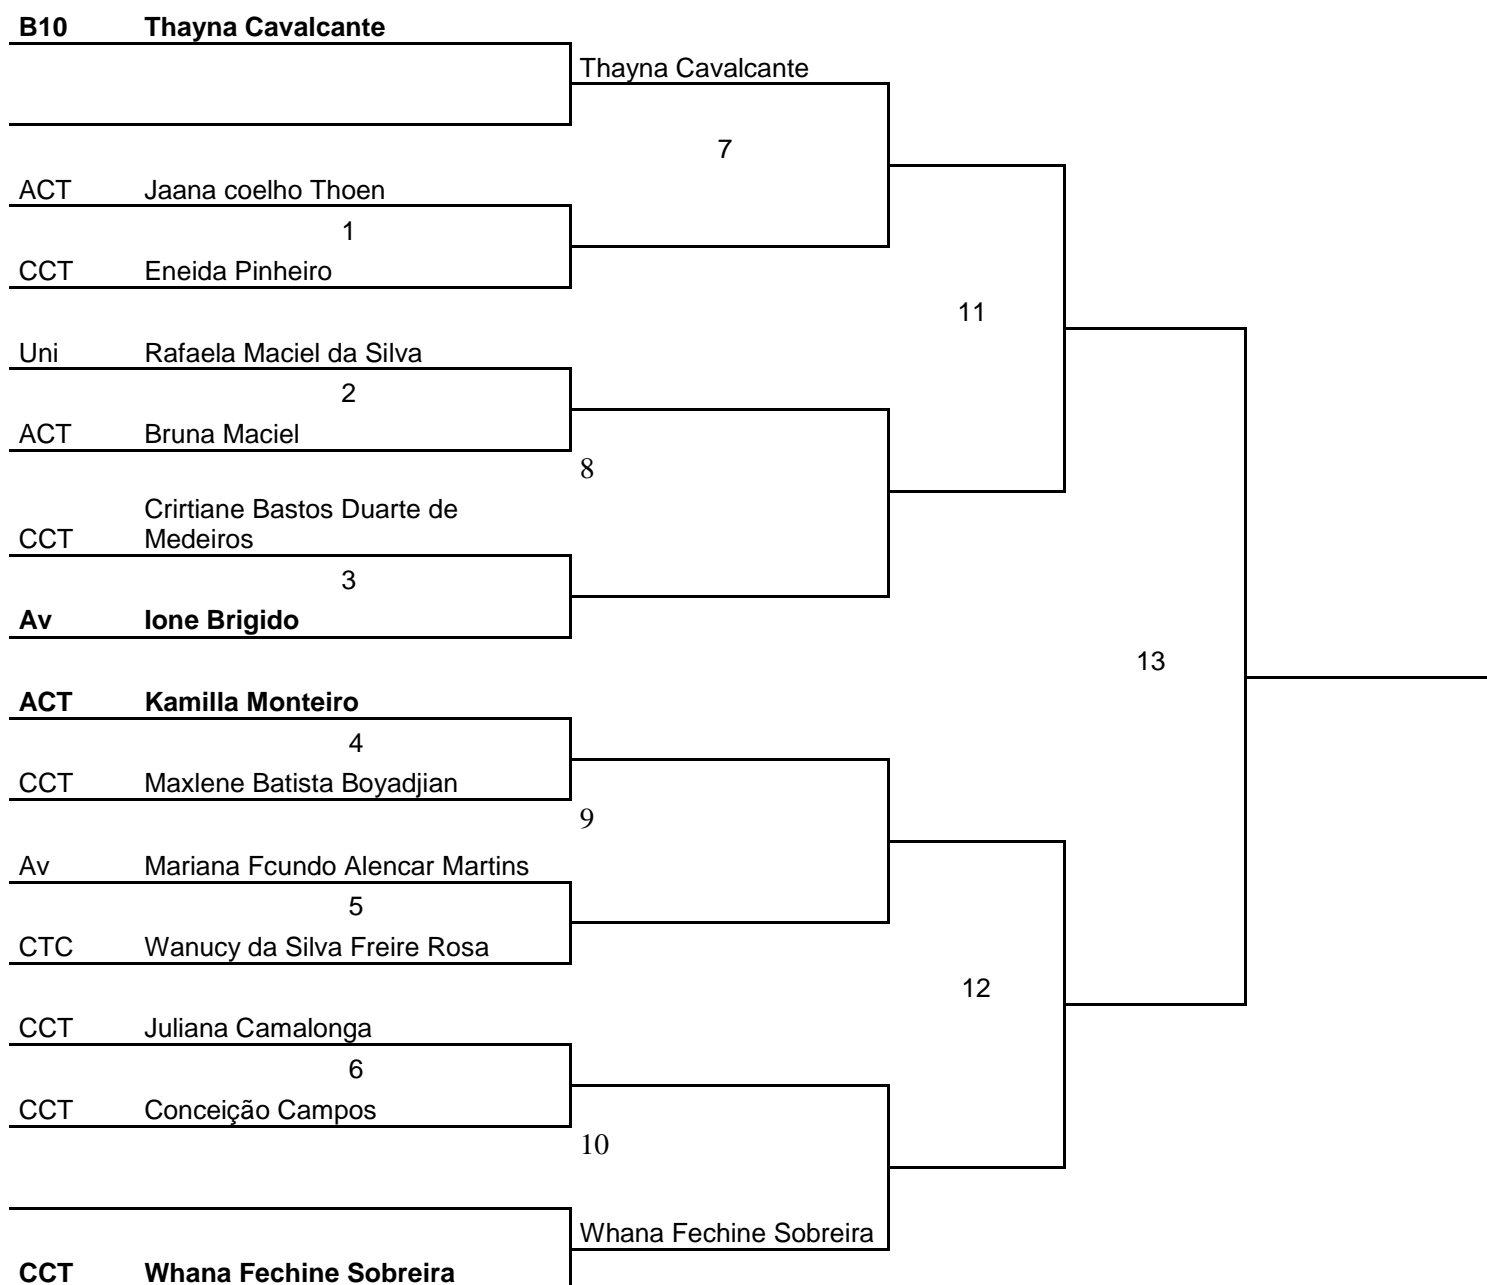 B10 Thayna Cavalcante
Thayna Cavalcante
7
ACT Jaana coelho Thoen
1
CCT Eneida Pinheiro
11
Uni Rafaela Maciel da Silva
2
ACT Bruna Maciel
8
Crirtiane Bastos Duarte de
CCT Medeiros
3
Av Ione Brigido
13
ACT Kamilla Monteiro
4
CCT Maxlene Batista Boyadjian
9
Av Mariana Fcundo Alencar Martins
5
CTC Wanucy da Silva Freire Rosa
12
CCT Juliana Camalonga
6
CCT Conceição Campos
10
Whana Fechine Sobreira
CCT Whana Fechine Sobreira